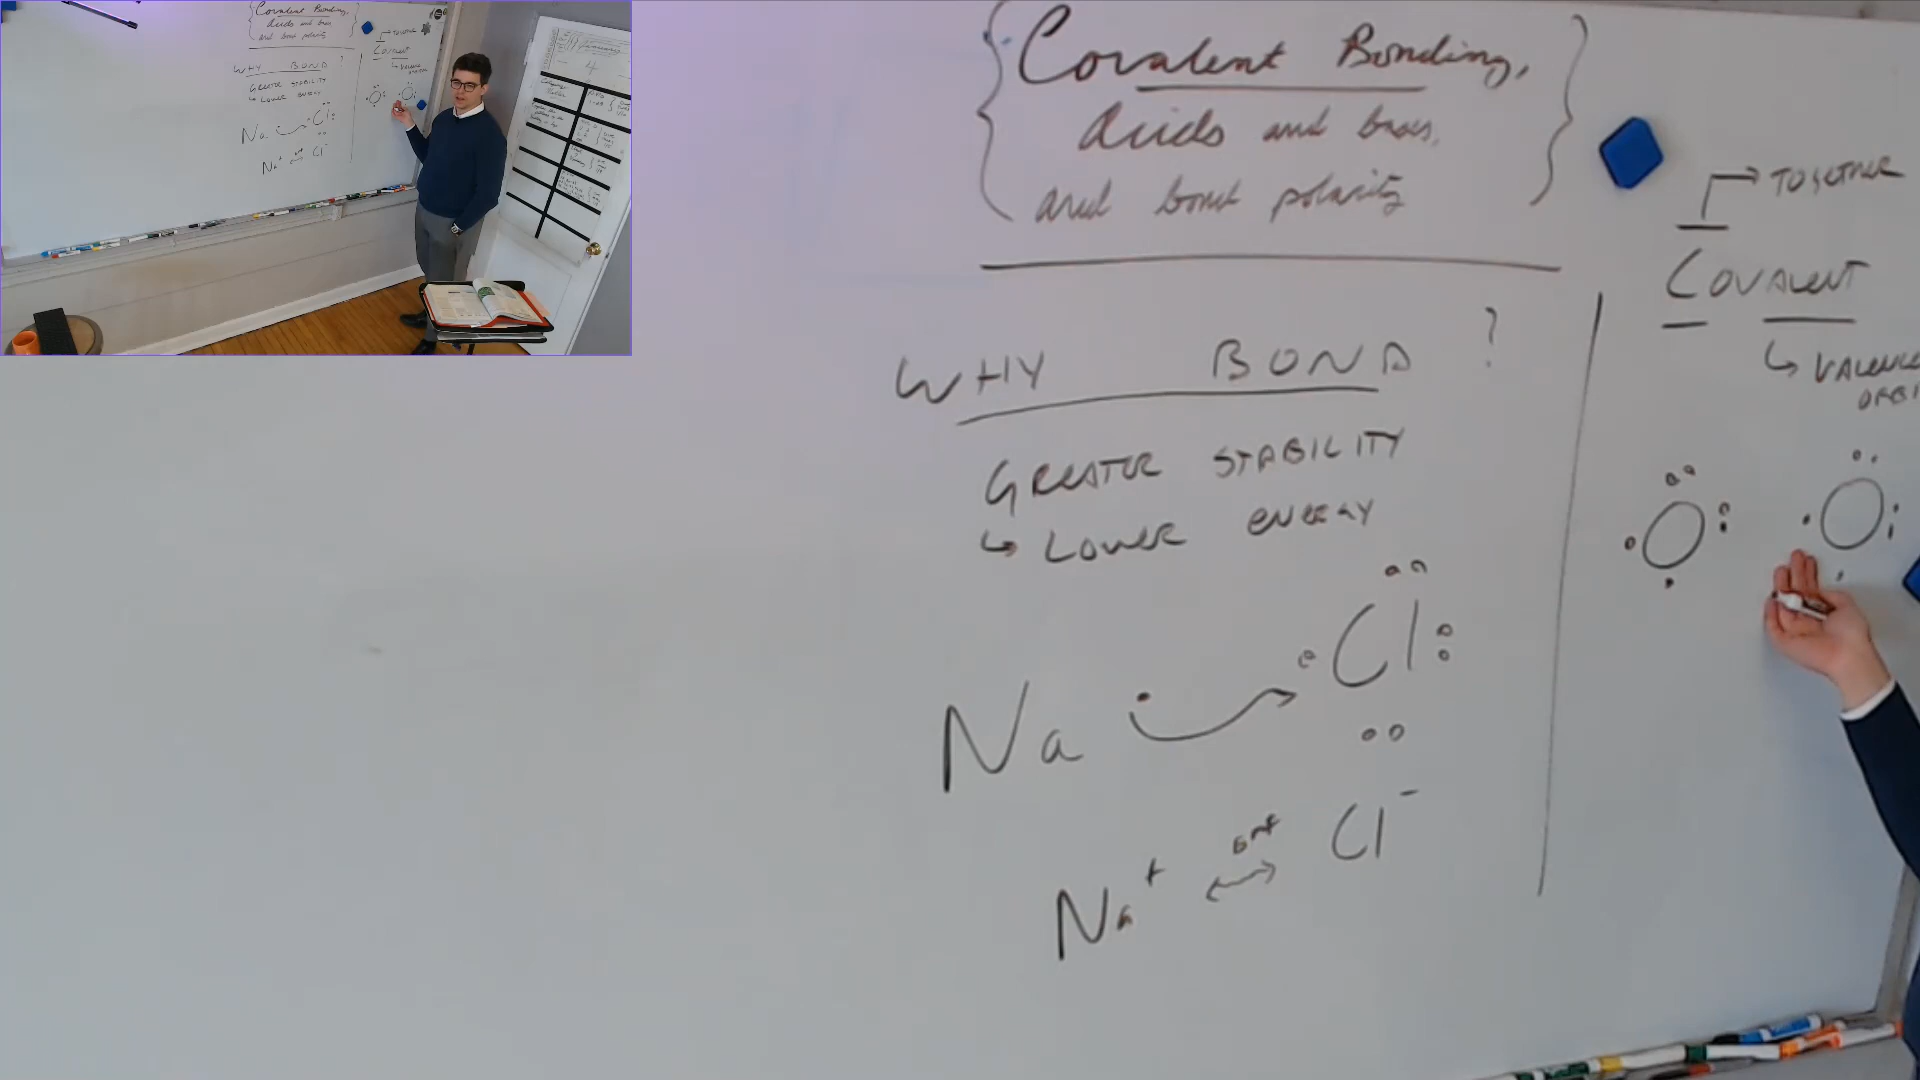 Covalent Bonding,
Acids and bases,
and bond polarity
WHY BOND ?
GREATER STABILITY
↳ LOWER ENERGY
Na Cl
Na+ Cl-
TOGETHER
COVALENT
↳ VALENCE
ORBI
O O